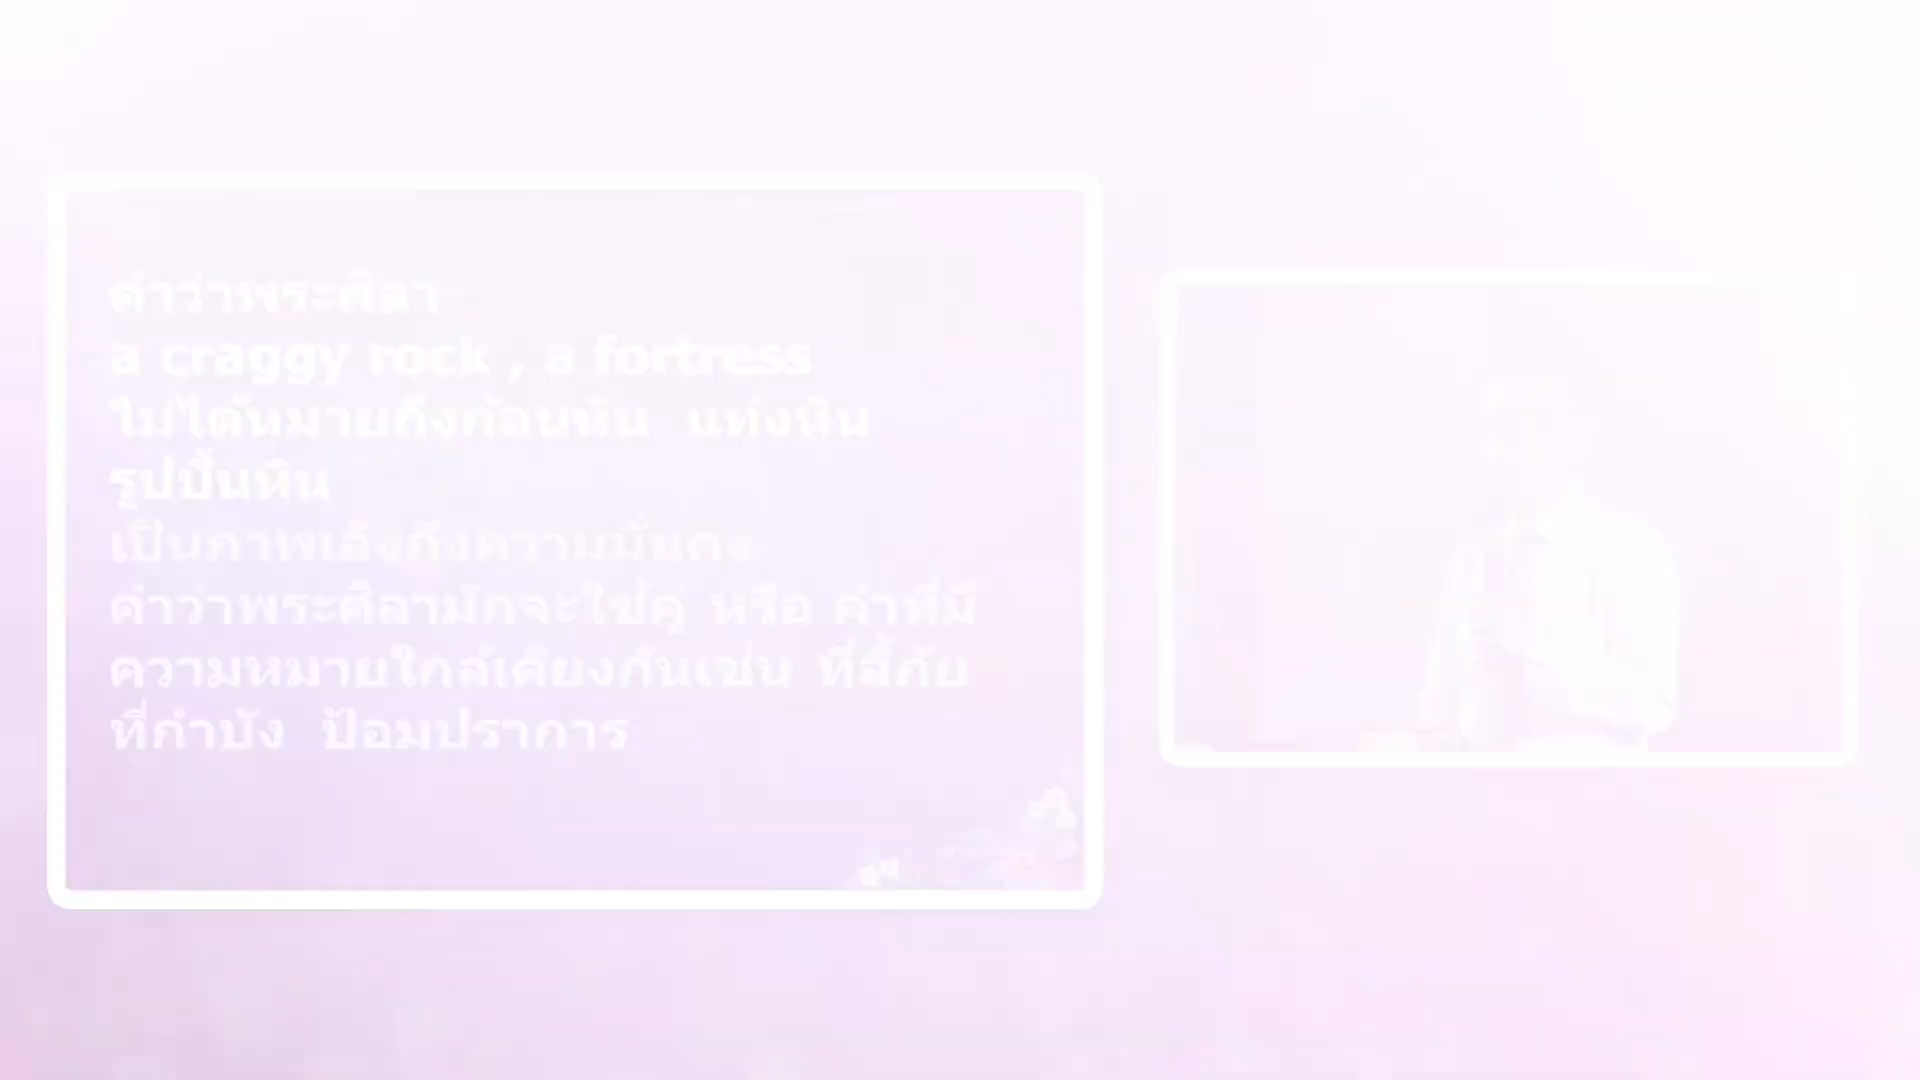 คำว่าพระศิลา
a craggy rock , a fortress
ไม่ได้หมายถึงก้อนหิน แท่งหิน
รูปปั้นหิน
เป็นภาพเล็งถึงความมั่นคง
คำว่าพระศิลามักจะใช้คู่ หรือ คำที่มี
ความหมายใกล้เคียงกันเช่น ที่ลี้ภัย
ที่กำบัง ป้อมปราการ